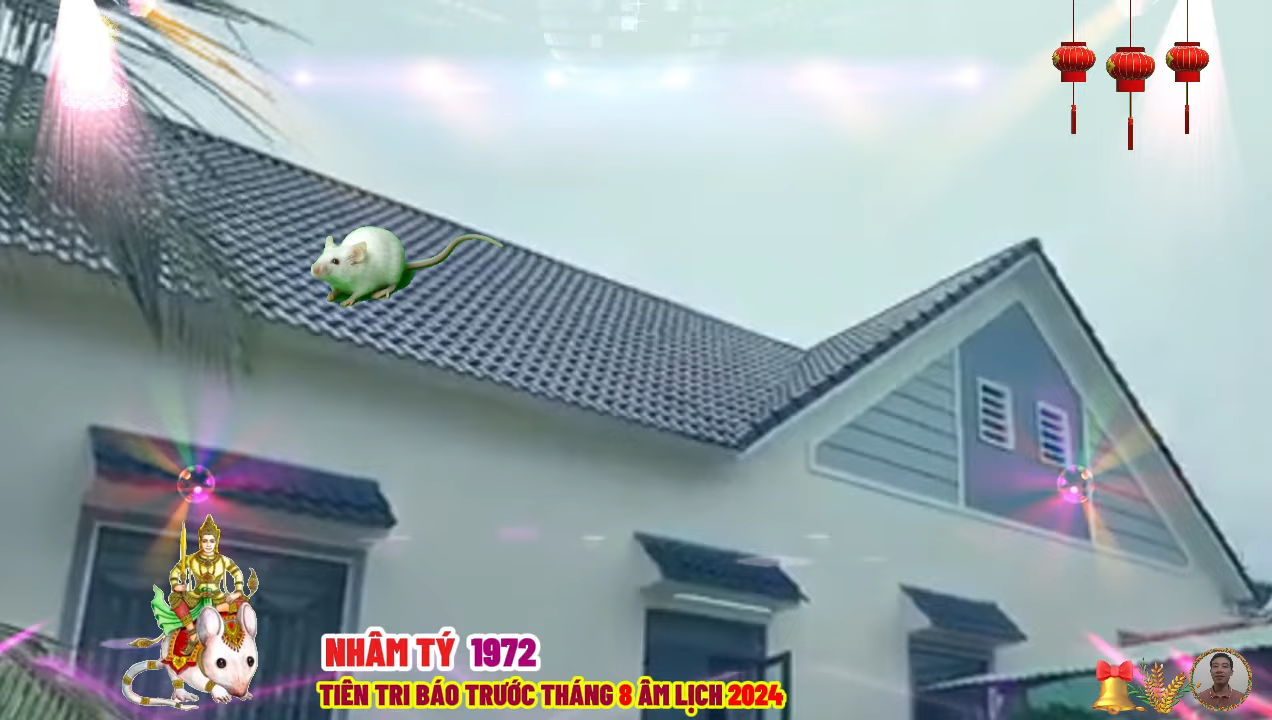 NHÂM TÝ 1972
TIÊN TRI BÁO TRƯỚC THÁNG 8 ÂM LỊCH 2024